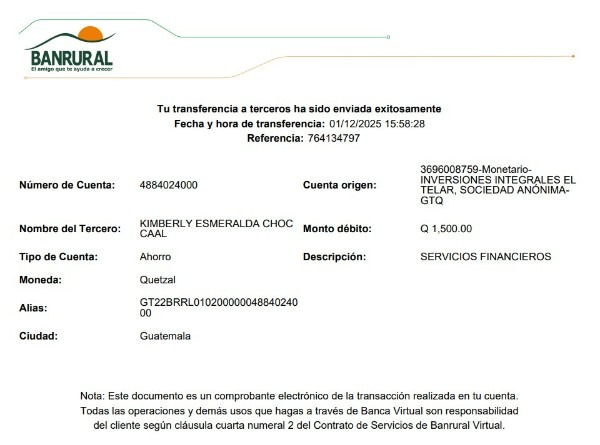 BANRURAL
El amigo que te ayuda a crecer
Tu transferencia a terceros ha sido enviada exitosamente
Fecha y hora de transferencia: 01/12/2025 15:58:28
Referencia: 764134797
Número de Cuenta: 4884024000
Cuenta origen: 3696008759-Monetario-
INVERSIONES INTEGRALES EL
TELAR, SOCIEDAD ANÓNIMA-
GTQ
Nombre del Tercero: KIMBERLY ESMERALDA CHOC
CAAL
Monto débito: Q 1,500.00
Tipo de Cuenta: Ahorro
Descripción: SERVICIOS FINANCIEROS
Moneda: Quetzal
Alias: GT22BRRL010200000048840240
00
Ciudad: Guatemala
Nota: Este documento es un comprobante electrónico de la transacción realizada en tu cuenta.
Todas las operaciones y demás usos que hagas a través de Banca Virtual son responsabilidad
del cliente según cláusula cuarta numeral 2 del Contrato de Servicios de Banrural Virtual.